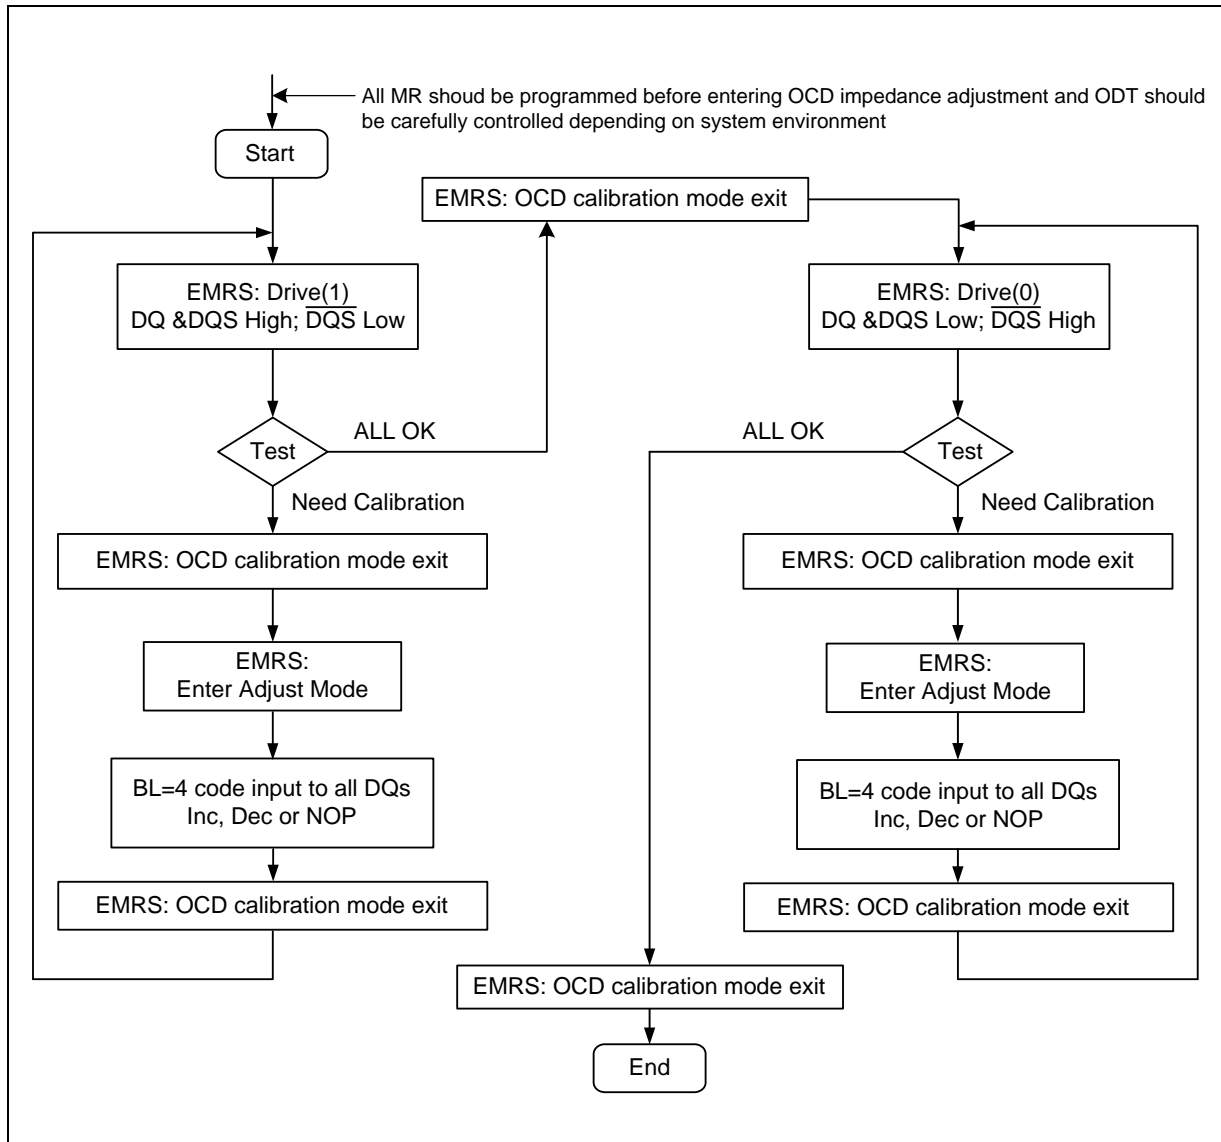 All MR shoud be programmed before entering OCD impedance adjustment and ODT should
be carefully controlled depending on system environment
Start
EMRS: OCD calibration mode exit
EMRS: Drive(1)
DQ &DQS High; D̅Q̅S̅ Low
Test
ALL OK
Need Calibration
EMRS: OCD calibration mode exit
EMRS:
Enter Adjust Mode
BL=4 code input to all DQs
Inc, Dec or NOP
EMRS: OCD calibration mode exit
EMRS: Drive(0)
DQ &DQS Low; D̅Q̅S̅ High
ALL OK
Test
Need Calibration
EMRS: OCD calibration mode exit
EMRS:
Enter Adjust Mode
BL=4 code input to all DQs
Inc, Dec or NOP
EMRS: OCD calibration mode exit
EMRS: OCD calibration mode exit
End